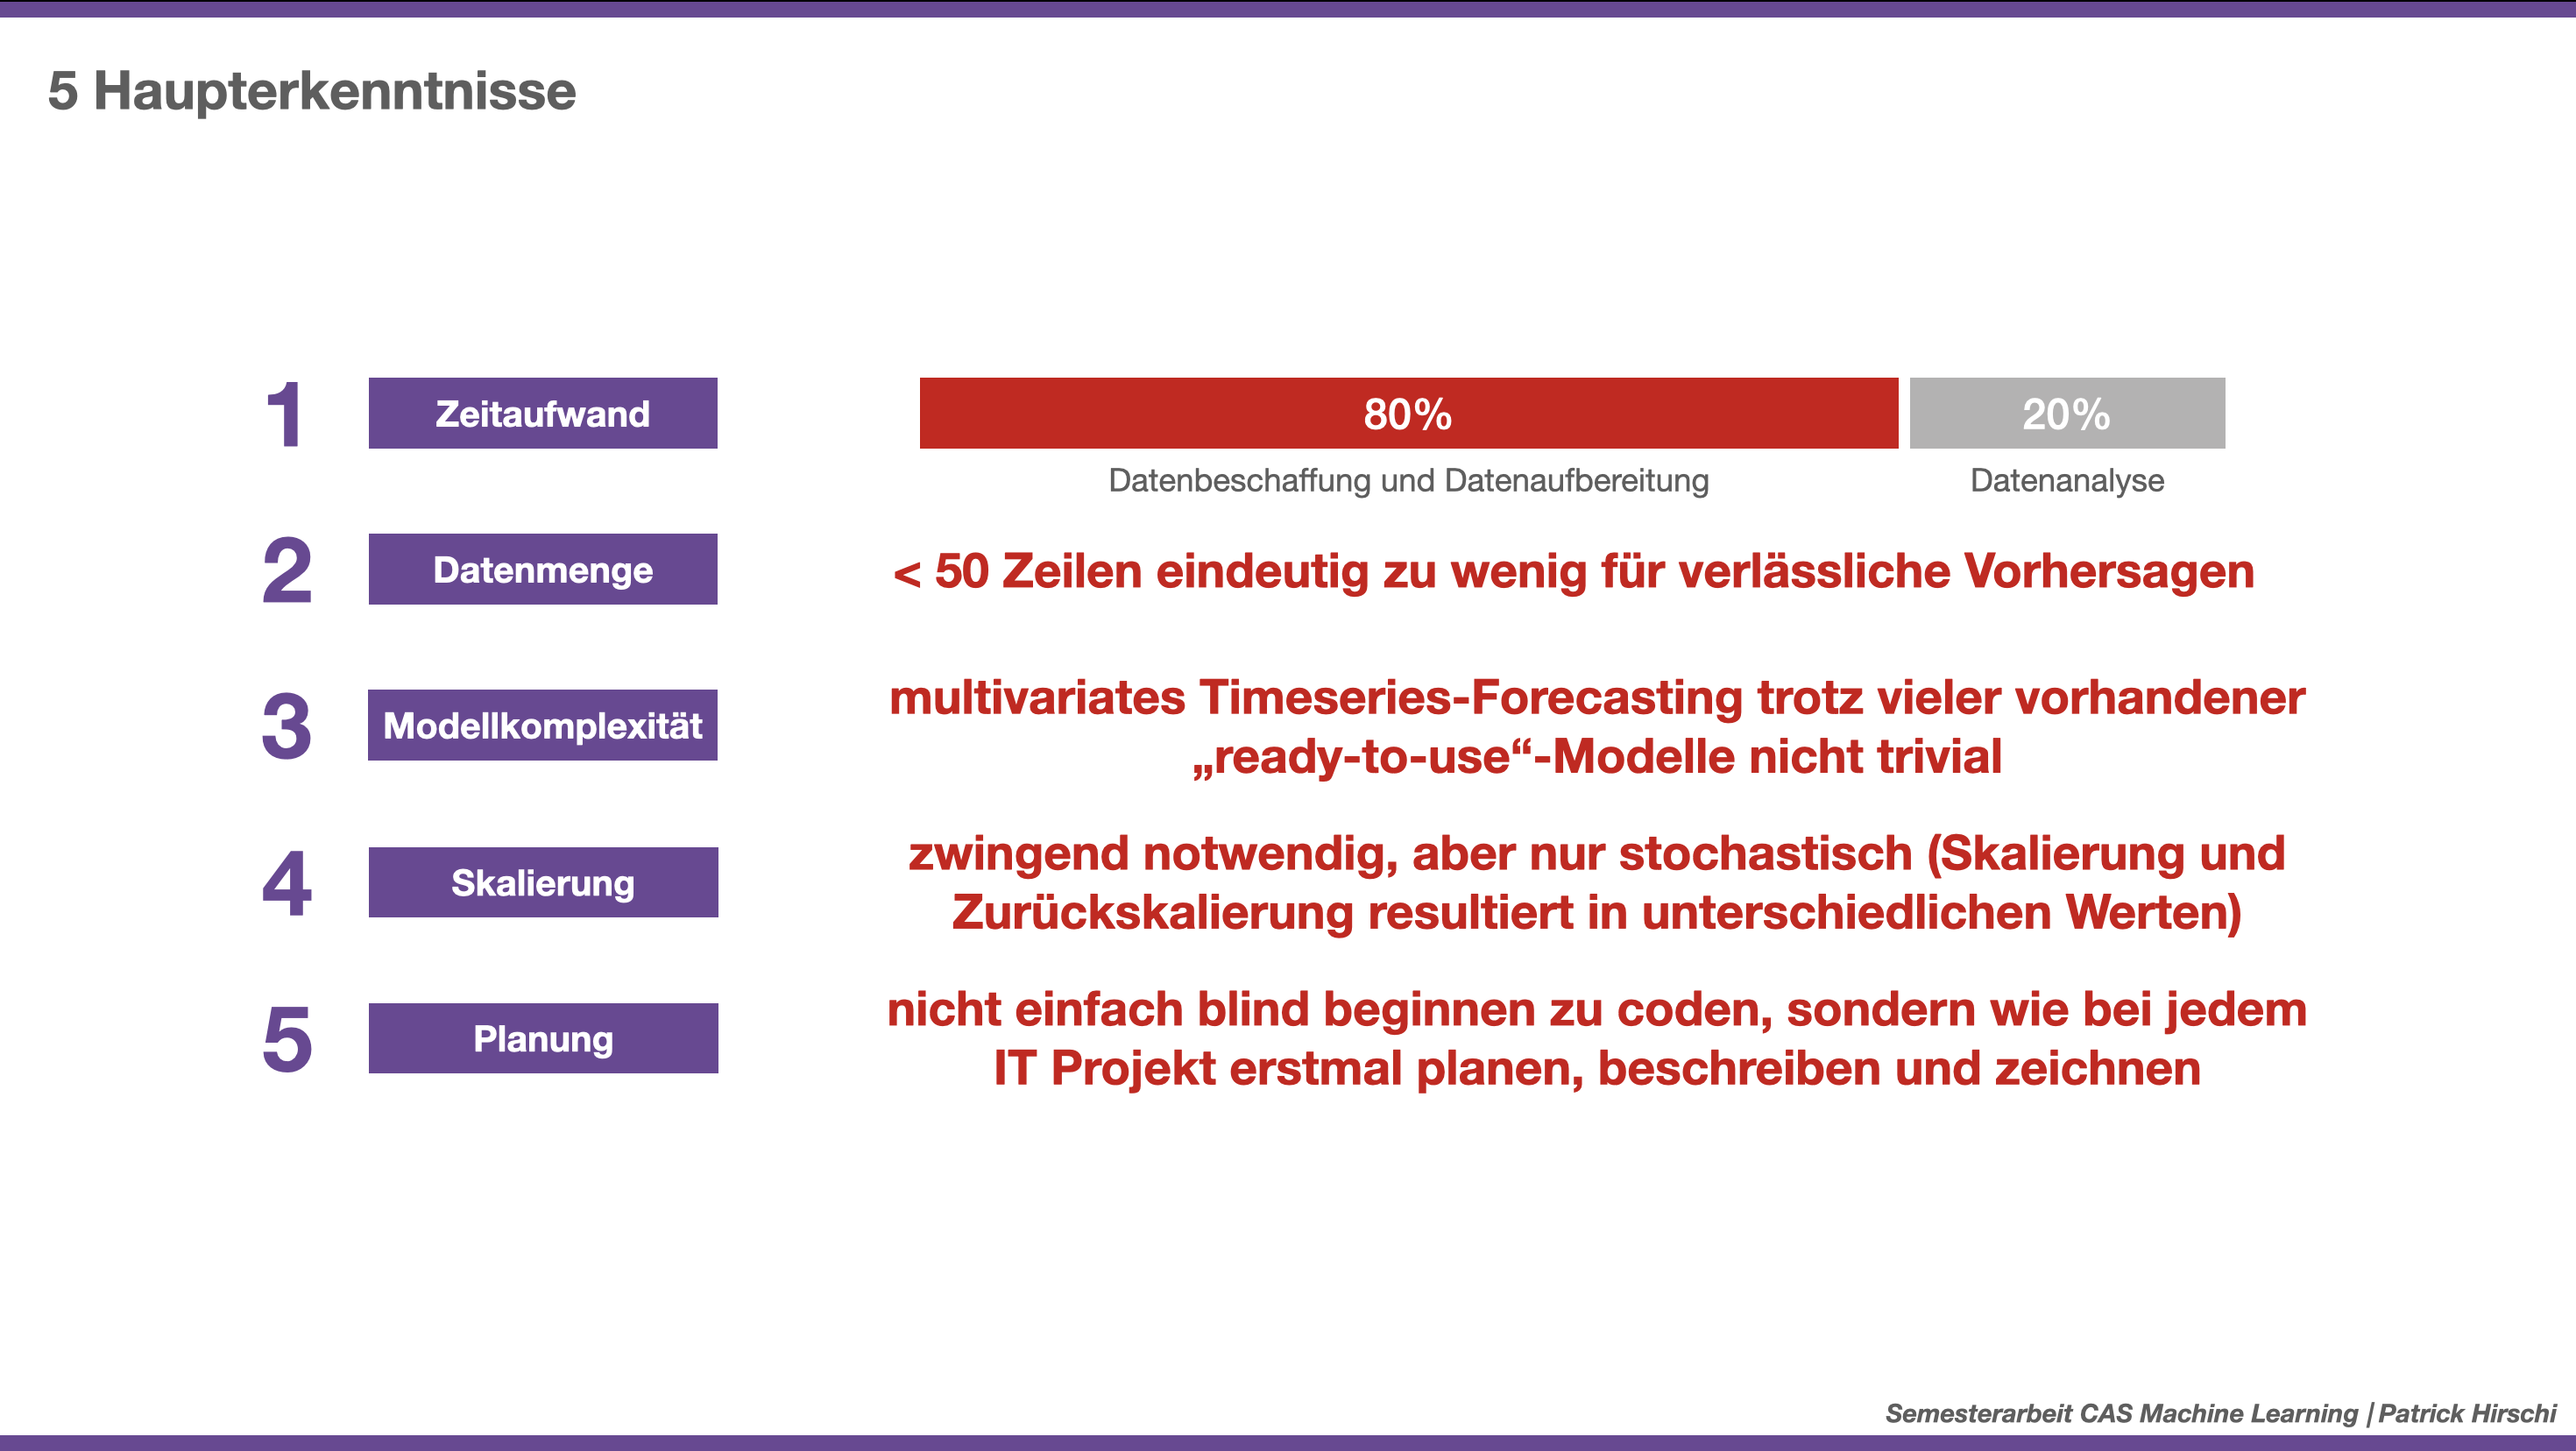 5 Haupterkenntnisse
1 Zeitaufwand 80% 20%
Datenbeschaffung und Datenaufbereitung Datenanalyse
2 Datenmenge < 50 Zeilen eindeutig zu wenig für verlässliche Vorhersagen
3 Modellkomplexität multivariates Timeseries-Forecasting trotz vieler vorhandener
„ready-to-use“-Modelle nicht trivial
4 Skalierung zwingend notwendig, aber nur stochastisch (Skalierung und
Zurückskalierung resultiert in unterschiedlichen Werten)
5 Planung nicht einfach blind beginnen zu coden, sondern wie bei jedem
IT Projekt erstmal planen, beschreiben und zeichnen
Semesterarbeit CAS Machine Learning | Patrick Hirschi